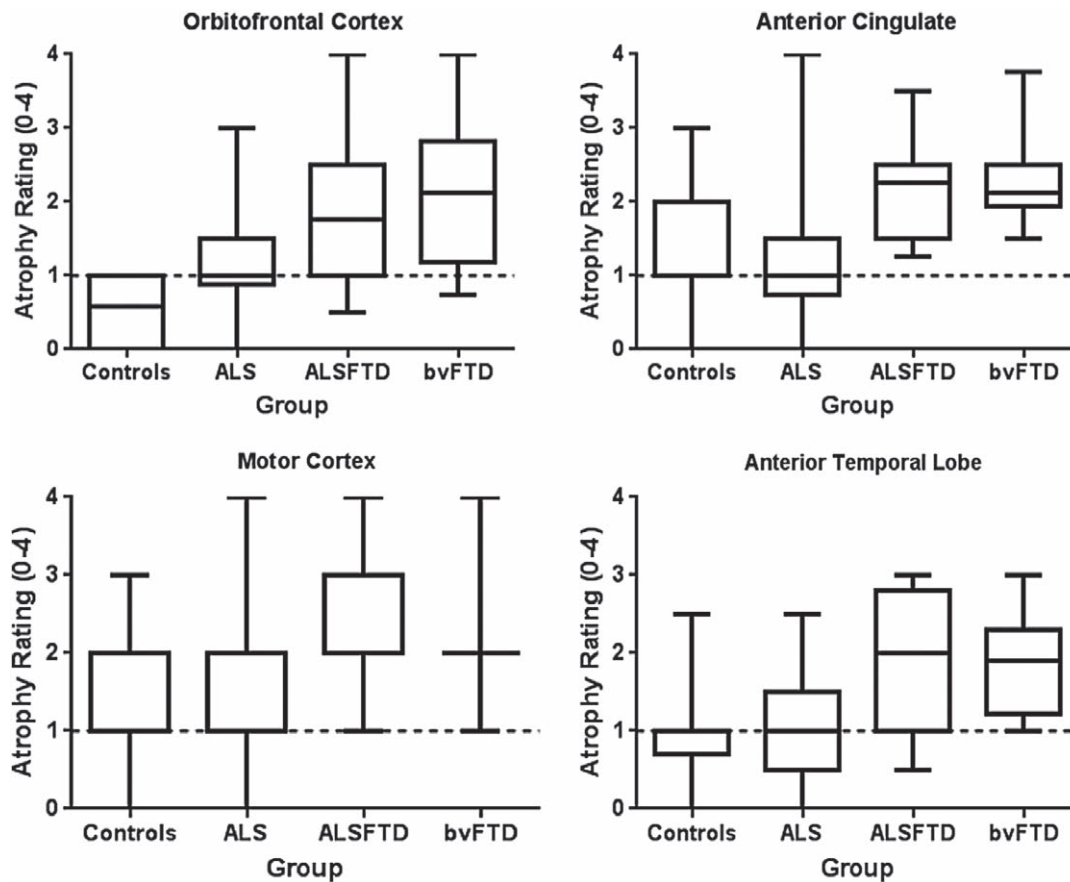 Orbitofrontal Cortex
Atrophy Rating (0-4)
4
3
2
1
0
Controls ALS ALSFTD bvFTD
Group
Anterior Cingulate
Atrophy Rating (0-4)
4
3
2
1
0
Controls ALS ALSFTD bvFTD
Group
Motor Cortex
Atrophy Rating (0-4)
4
3
2
1
0
Controls ALS ALSFTD bvFTD
Group
Anterior Temporal Lobe
Atrophy Rating (0-4)
4
3
2
1
0
Controls ALS ALSFTD bvFTD
Group